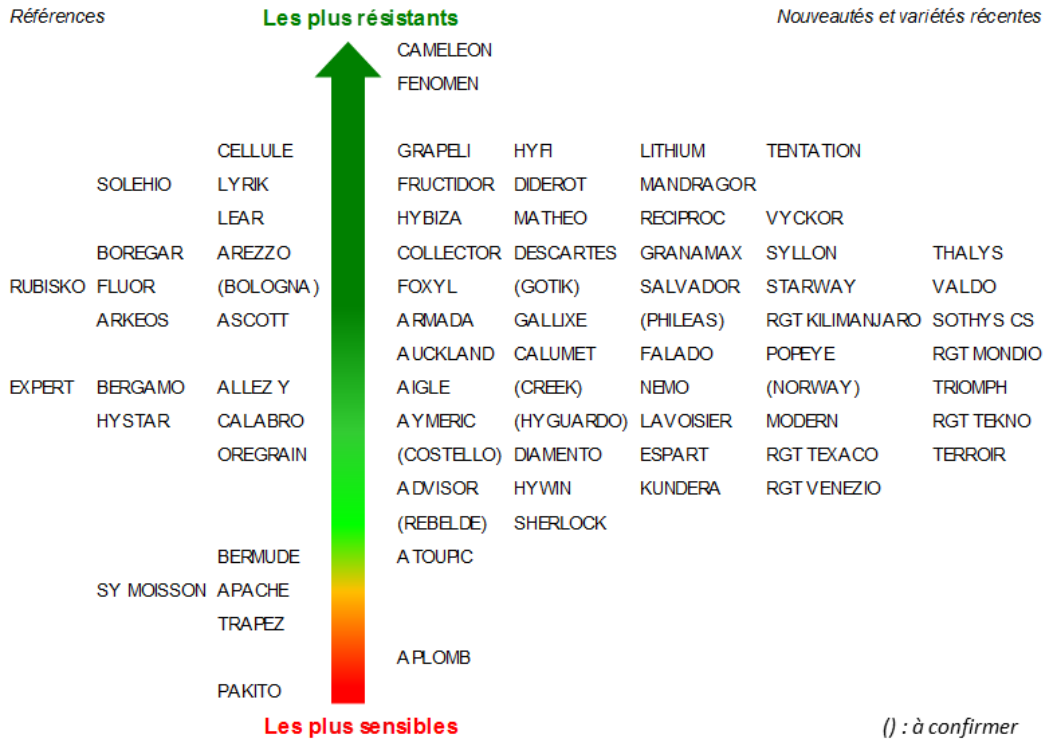 Références Les plus résistants Nouveautés et variétés récentes
CAMELEON
FENOMEN
CELLULE GRAPELI HYFI LITHIUM TENTATION
SOLEHIO LYRIK FRUCTIDOR DIDEROT MANDRAGOR
LEAR HYBIZA MATHEO RECIPROC VYCKOR
BOREGAR AREZZO COLLECTOR DESCARTES GRANAMAX SYLLON THALYS
RUBISKO FLUOR (BOLOGNA) FOXYL (GOTIK) SALVADOR STARWAY VALDO
ARKEOS ASCOTT ARMADA GALLIXE (PHILEAS) RGT KILIMANJARO SOTHYS CS
AUCKLAND CALUMET FALADO POPEYE RGT MONDIO
EXPERT BERGAMO ALLEZ Y AIGLE (CREEK) NEMO (NORWAY) TRIOMPH
HYSTAR CALABRO AYMERIC (HYGUARDO) LAVOISIER MODERN RGT TEKNO
OREGRAIN (COSTELLO) DIAMENTO ESPART RGT TEXACO TERROIR
ADVISOR HYWIN KUNDERA RGT VENEZIO
(REBELDE) SHERLOCK
BERMUDE ATOUPIC
SY MOISSON APACHE
TRAPEZ
APLOMB
PAKITO
Les plus sensibles () : à confirmer